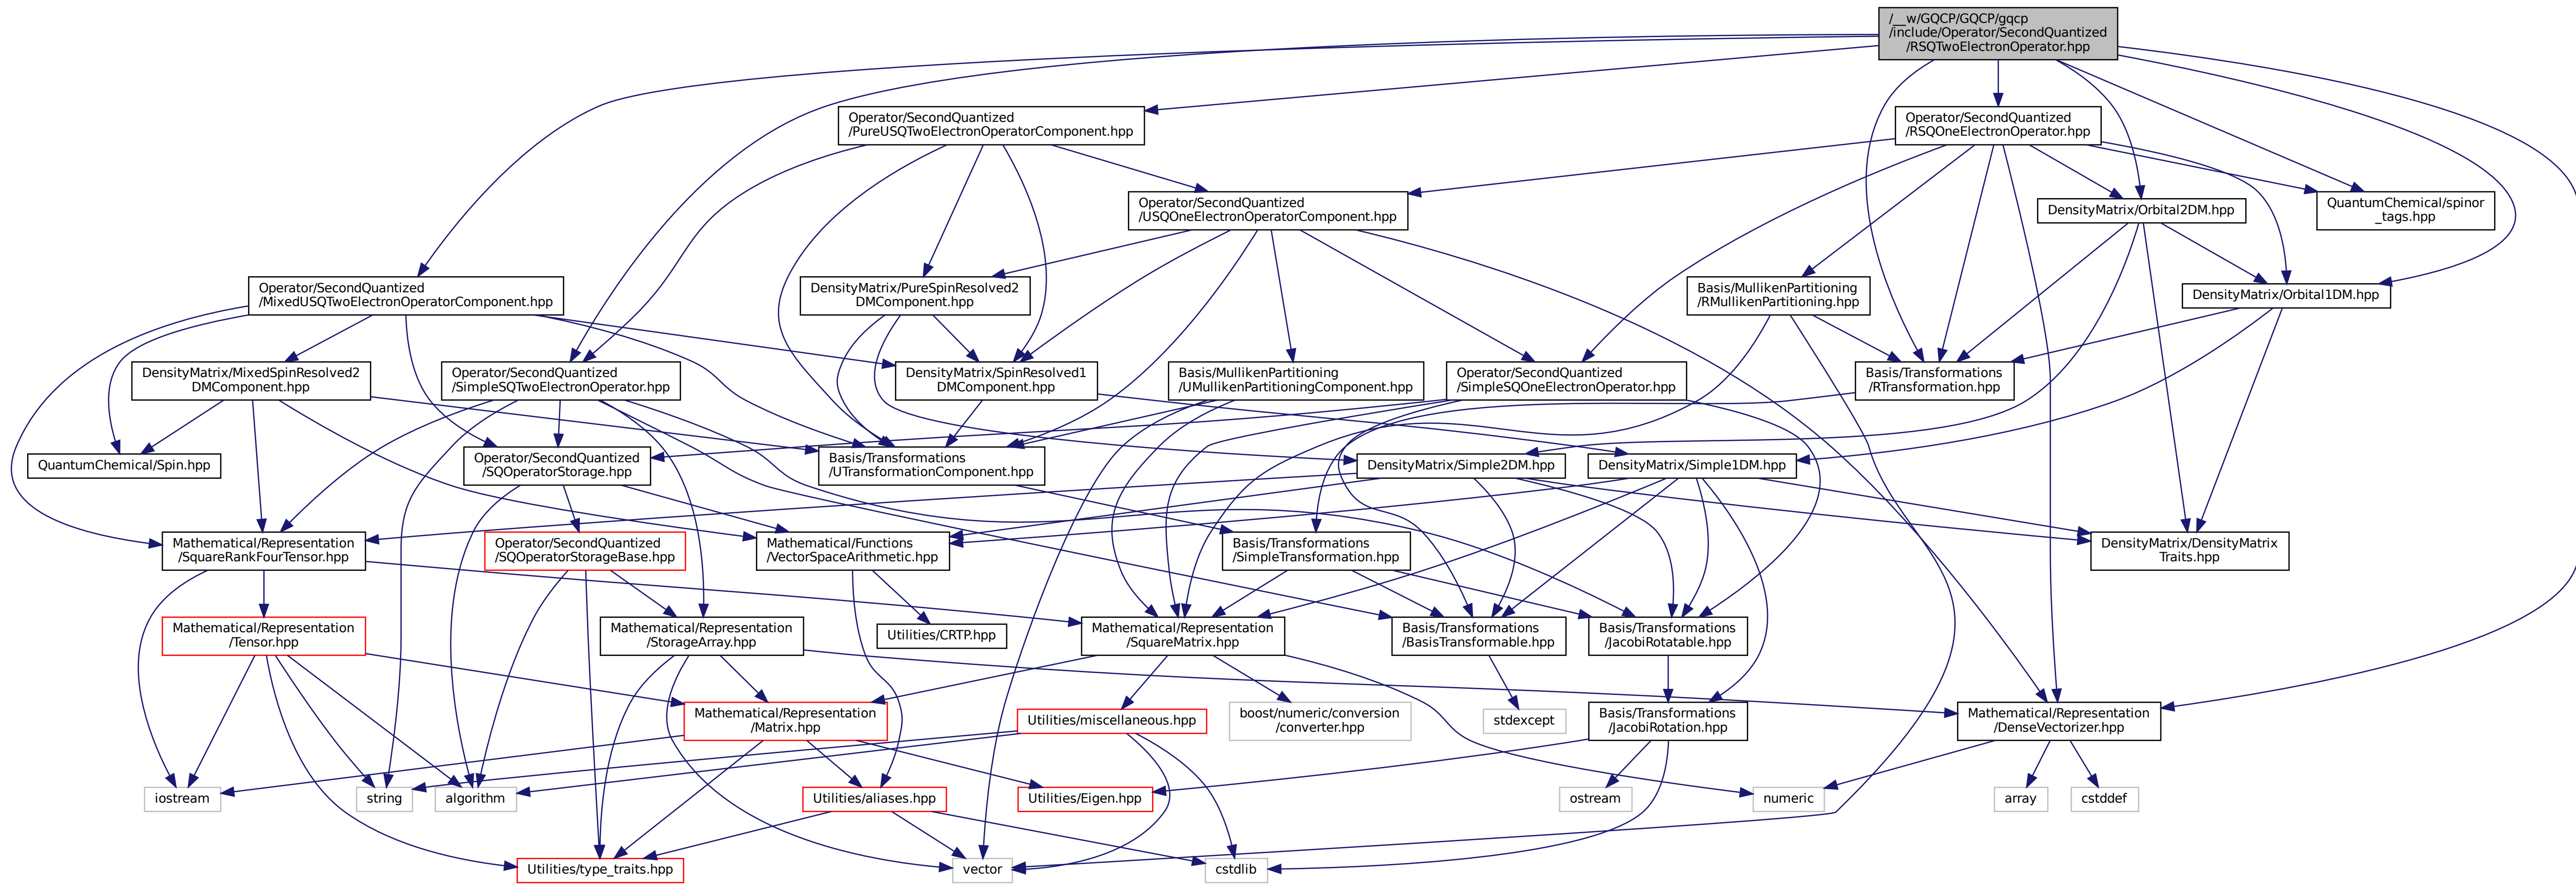 /__w/GQCP/GQCP/gqcp
/include/Operator/SecondQuantized
/RSQTwoElectronOperator.hpp
Operator/SecondQuantized
/PureUSQTwoElectronOperatorComponent.hpp
Operator/SecondQuantized
/RSQOneElectronOperator.hpp
Operator/SecondQuantized
/USQOneElectronOperatorComponent.hpp
DensityMatrix/Orbital2DM.hpp
QuantumChemical/spinor
_tags.hpp
Operator/SecondQuantized
/MixedUSQTwoElectronOperatorComponent.hpp
DensityMatrix/PureSpinResolved2
DMComponent.hpp
Basis/MullikenPartitioning
/RMullikenPartitioning.hpp
DensityMatrix/Orbital1DM.hpp
DensityMatrix/MixedSpinResolved2
DMComponent.hpp
Operator/SecondQuantized
/SimpleSQTwoElectronOperator.hpp
DensityMatrix/SpinResolved1
DMComponent.hpp
Basis/MullikenPartitioning
/UMullikenPartitioningComponent.hpp
Operator/SecondQuantized
/SimpleSQOneElectronOperator.hpp
Basis/Transformations
/RTransformation.hpp
QuantumChemical/Spin.hpp
Operator/SecondQuantized
/SQOperatorStorage.hpp
Basis/Transformations
/UTransformationComponent.hpp
DensityMatrix/Simple2DM.hpp
DensityMatrix/Simple1DM.hpp
Mathematical/Representation
/SquareRankFourTensor.hpp
Operator/SecondQuantized
/SQOperatorStorageBase.hpp
Mathematical/Functions
/VectorSpaceArithmetic.hpp
Basis/Transformations
/SimpleTransformation.hpp
DensityMatrix/DensityMatrix
Traits.hpp
Mathematical/Representation
/Tensor.hpp
Mathematical/Representation
/StorageArray.hpp
Utilities/CRTP.hpp
Mathematical/Representation
/SquareMatrix.hpp
Basis/Transformations
/BasisTransformable.hpp
Basis/Transformations
/JacobiRotatable.hpp
Mathematical/Representation
/Matrix.hpp
Utilities/miscellaneous.hpp
boost/numeric/conversion
/converter.hpp
stdexcept
Basis/Transformations
/JacobiRotation.hpp
Mathematical/Representation
/DenseVectorizer.hpp
iostream
string
algorithm
Utilities/aliases.hpp
Utilities/Eigen.hpp
ostream
numeric
array
cstddef
Utilities/type_traits.hpp
vector
cstdlib